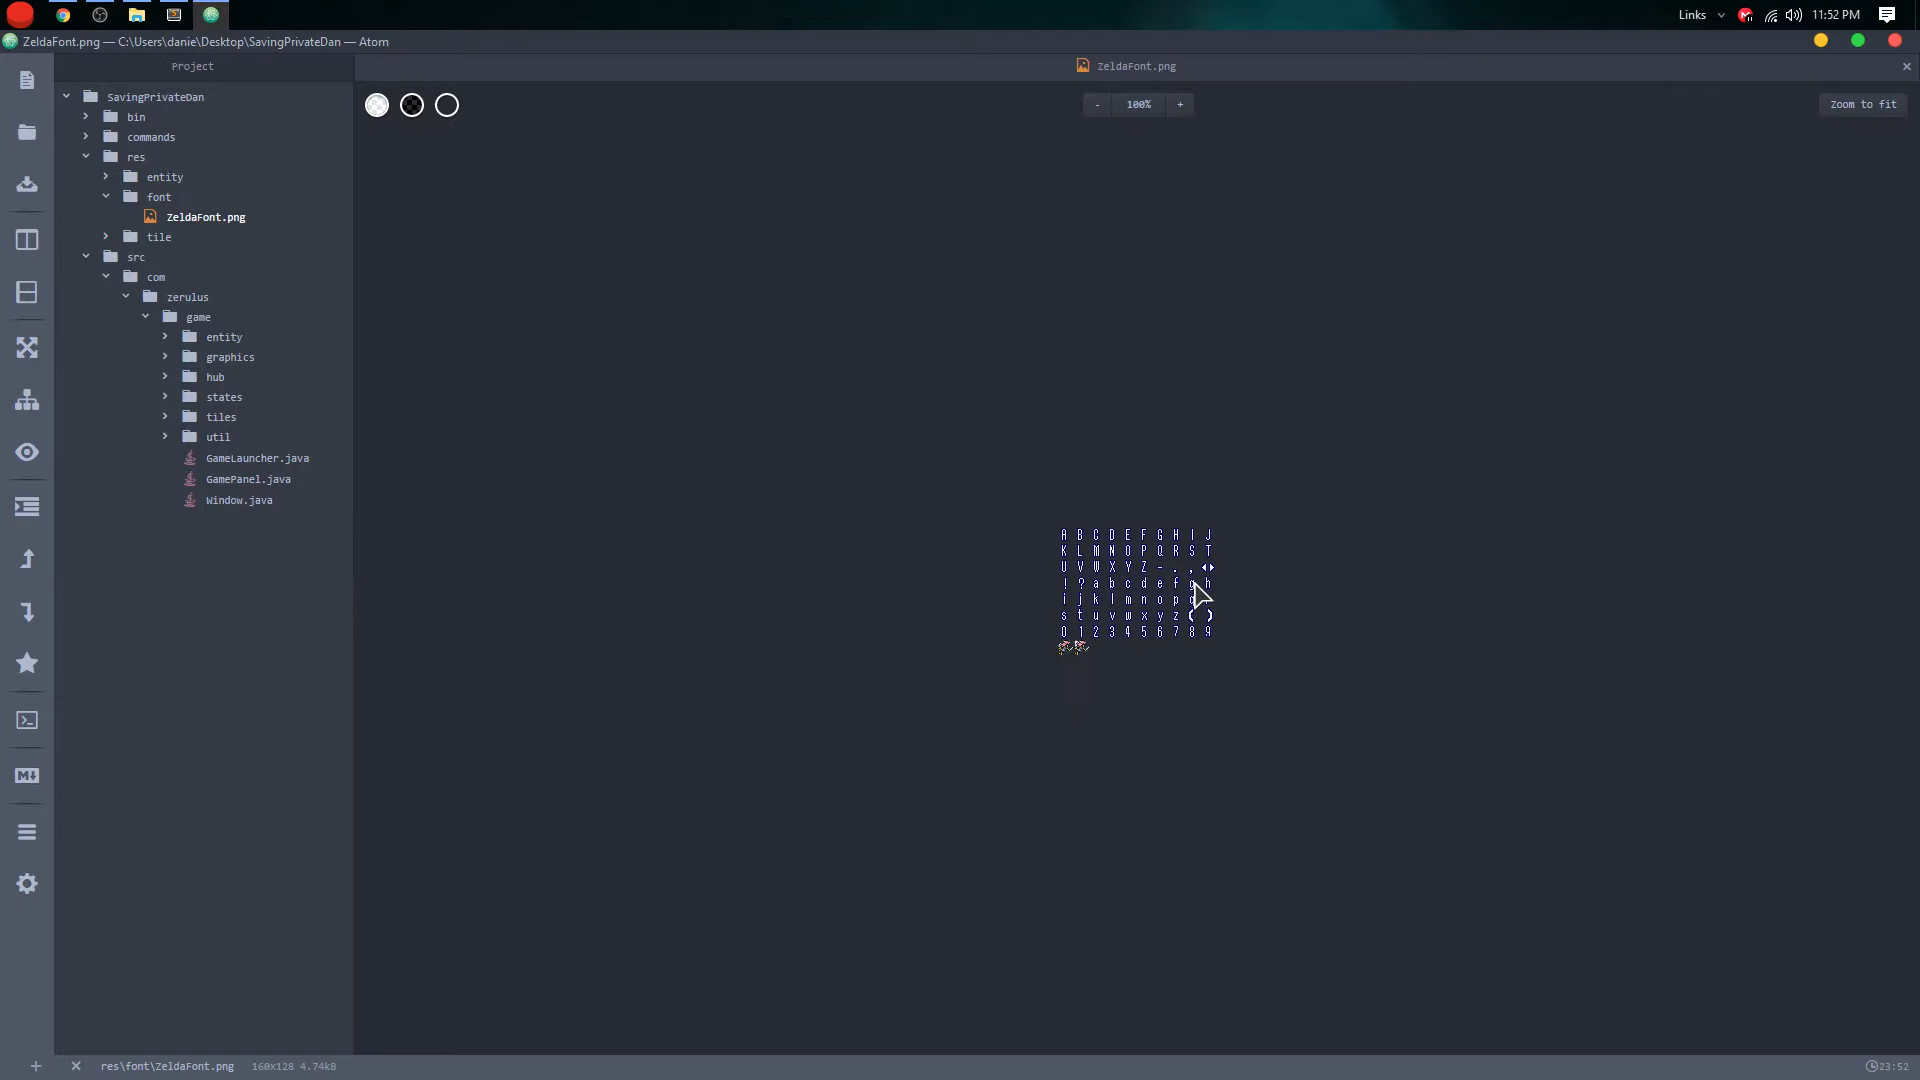 Links
11:52 PM
ZeldaFont.png — C:\Users\danie\Desktop\SavingPrivateDan — Atom
Project
ZeldaFont.png
SavingPrivateDan
bin
commands
res
entity
font
ZeldaFont.png
tile
src
com
zerulus
game
entity
graphics
hub
states
tiles
util
GameLauncher.java
GamePanel.java
Window.java
- 100% +
Zoom to fit
A B C D E F G H I J
K L M N O P Q R S T
U V W X Y Z - . ,
! ? a b c d e f g h
i j k l m n o p
s t u v w x y z ( )
0 1 2 3 4 5 6 7 8 9
M
res\font\ZeldaFont.png 160x128 4.74kB
23:52